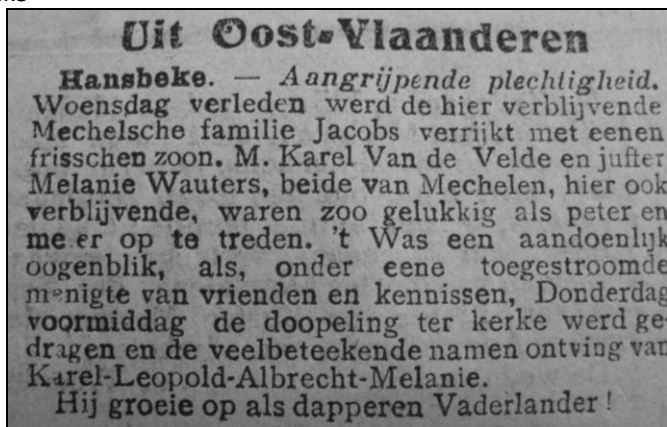 Uit Oost-Vlaanderen
Hansbeke. — Aangrijpende plechtigheid.
Woensdag verleden werd de hier verblijvende
Mechelsche familie Jacobs verrijkt met eenen
frisschen zoon. M. Karel Van de Velde en jufter
Melanie Wauters, beide van Mechelen, hier ook
verblijvende, waren zoo gelukkig als peter en
me er op te treden. 't Was een aandoenlijk
oogenblik, als, onder eene toegestroomde
menigte van vrienden en kennissen, Donderdag
voormiddag de doopeling ter kerke werd ge-
dragen en de veelbeteekende namen ontving van
Karel-Leopold-Albrecht-Melanie.
Hij groeie op als dapperen Vaderlander !